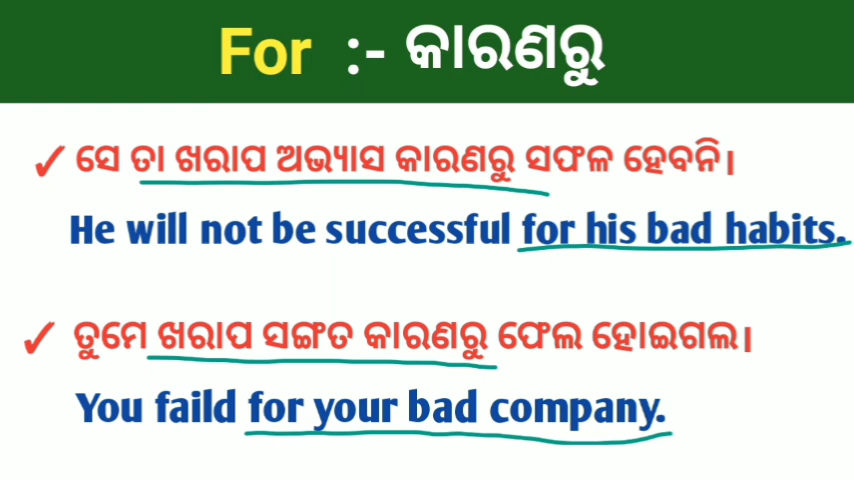 For :- କାରଣରୁ
ସେ ତା ଖରାପ ଅଭ୍ୟାସ କାରଣରୁ ସଫଳ ହେବନି।
He will not be successful for his bad habits.
ତୁମେ ଖରାପ ସଙ୍ଗତ କାରଣରୁ ଫେଲ ହୋଇଗଲ।
You faild for your bad company.